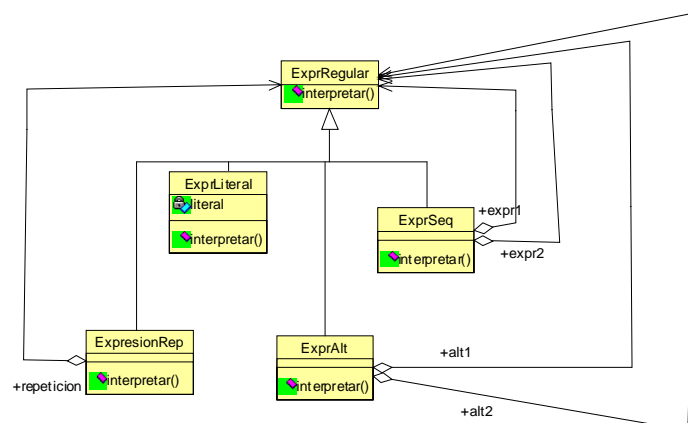 ExprRegular
interpretar()
ExprLiteral
literal
interpretar()
ExprSeq
interpretar()
+expr1
+expr2
ExpresionRep
interpretar()
+repeticion
ExprAlt
interpretar()
+alt1
+alt2